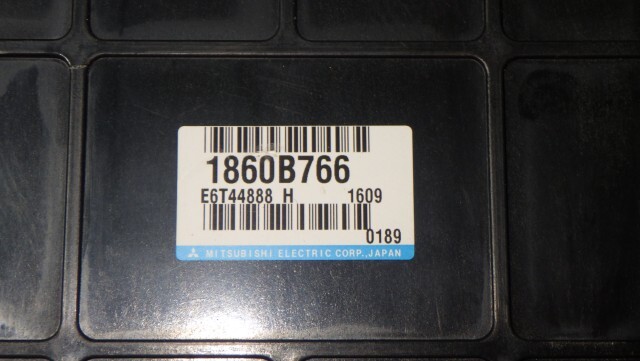 1860B766
E6T44888 H 1609
0189
MITSUBISHI ELECTRIC CORP.,JAPAN